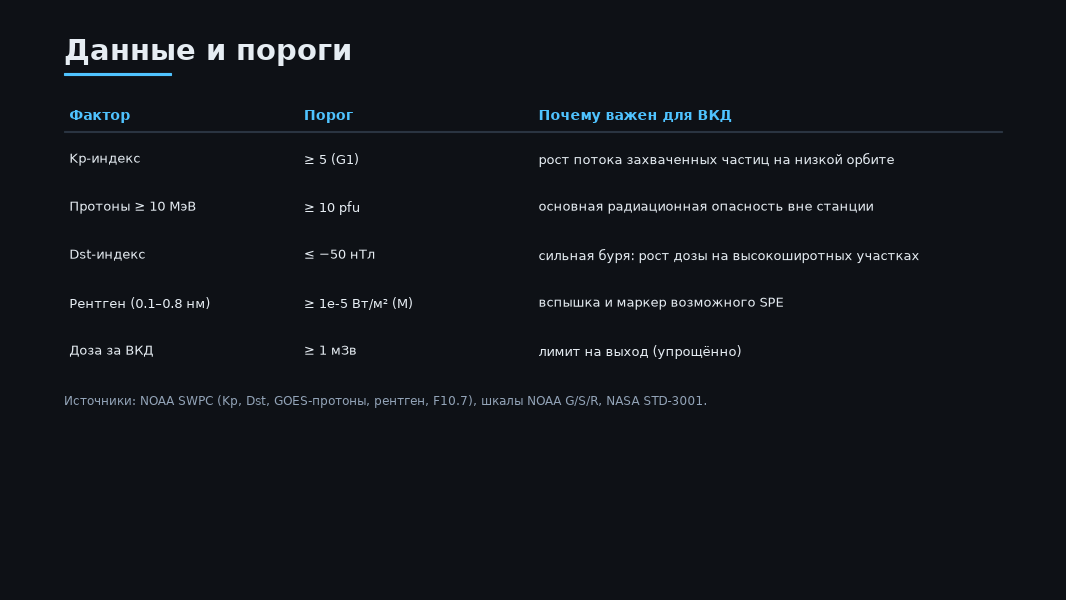 Данные и пороги
Фактор Порог Почему важен для ВКД
Kp-индекс ≥ 5 (G1) рост потока захваченных частиц на низкой орбите
Протоны ≥ 10 МэВ ≥ 10 pfu основная радиационная опасность вне станции
Dst-индекс ≤ −50 нТл сильная буря: рост дозы на высокоширотных участках
Рентген (0.1–0.8 нм) ≥ 1e-5 Вт/м² (M) вспышка и маркер возможного SPE
Доза за ВКД ≥ 1 мЗв лимит на выход (упрощённо)
Источники: NOAA SWPC (Kp, Dst, GOES-протоны, рентген, F10.7), шкалы NOAA G/S/R, NASA STD-3001.